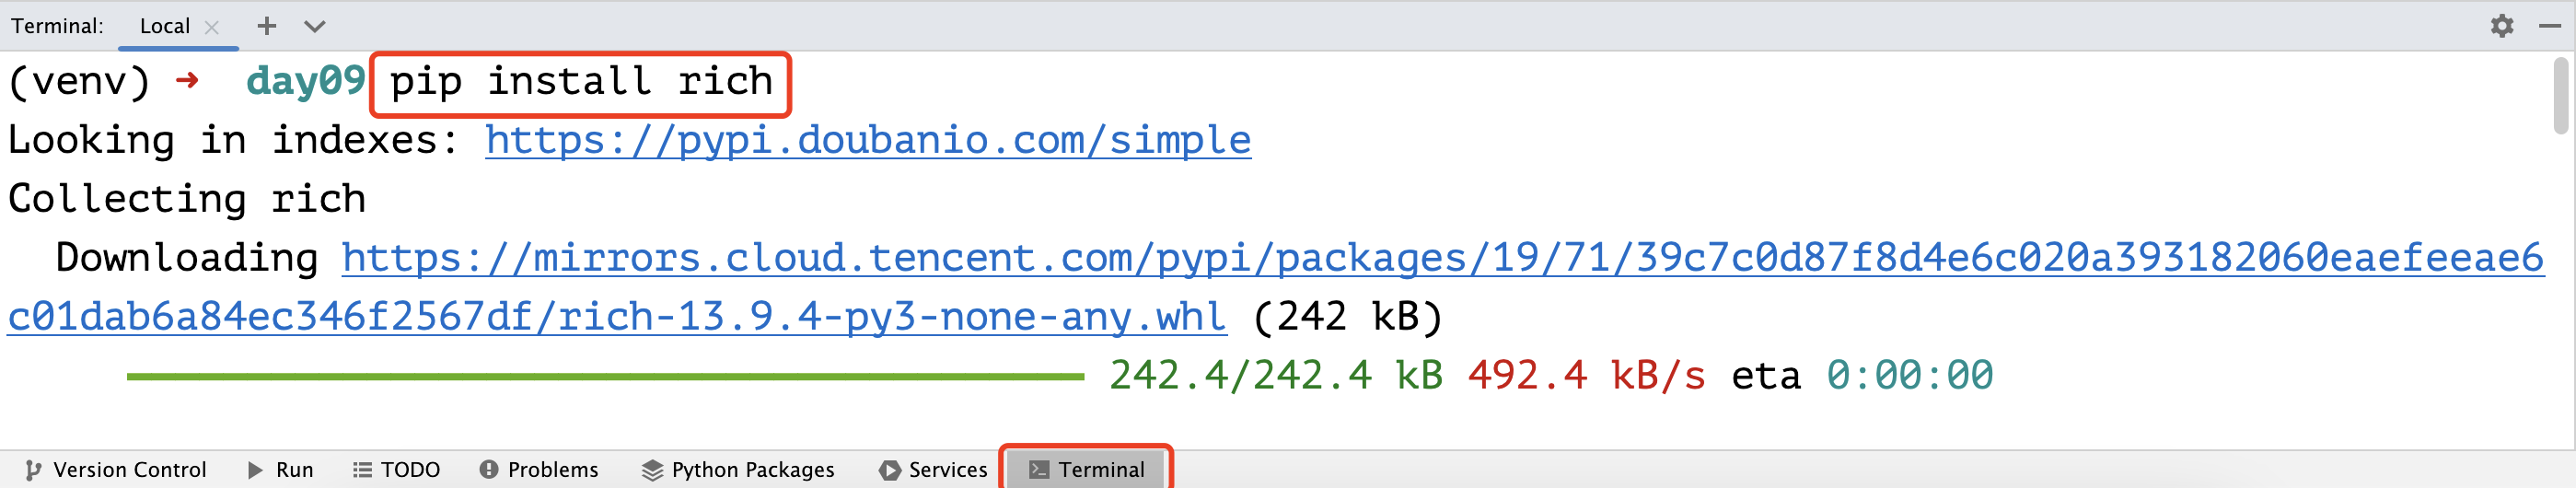 Terminal: Local
(venv) ➜ day09 pip install rich
Looking in indexes: https://pypi.doubanio.com/simple
Collecting rich
Downloading https://mirrors.cloud.tencent.com/pypi/packages/19/71/39c7c0d87f8d4e6c020a393182060eaefeeae6
c01dab6a84ec346f2567df/rich-13.9.4-py3-none-any.whl (242 kB)
242.4/242.4 kB 492.4 kB/s eta 0:00:00
Version Control Run TODO Problems Python Packages Services Terminal